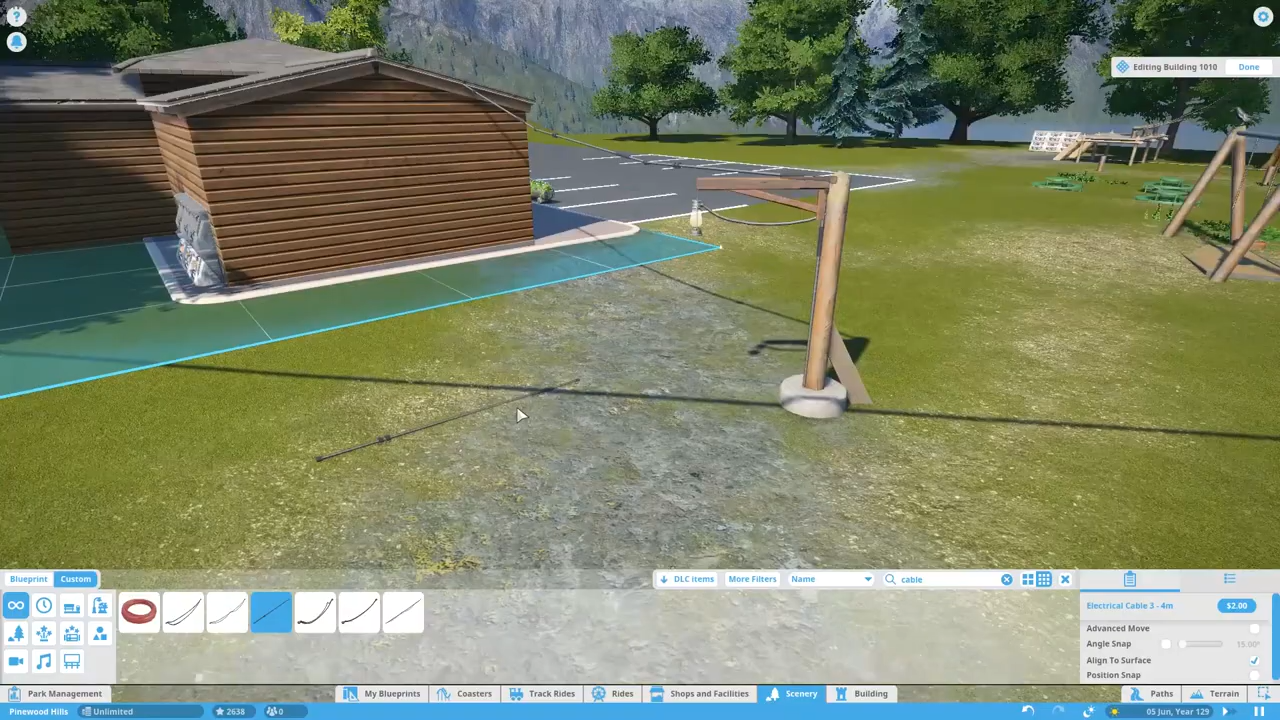 ?
Editing Building 1010
Done
Blueprint
Custom
DLC items
More Filters
Name
cable
Electrical Cable 3 - 4m
$2.00
Advanced Move
Angle Snap
15.00°
Align To Surface
Position Snap
Park Management
My Blueprints
Coasters
Track Rides
Rides
Shops and Facilities
Scenery
Building
Paths
Terrain
Pinewood Hills
Unlimited
2638
0
05 Jun, Year 129